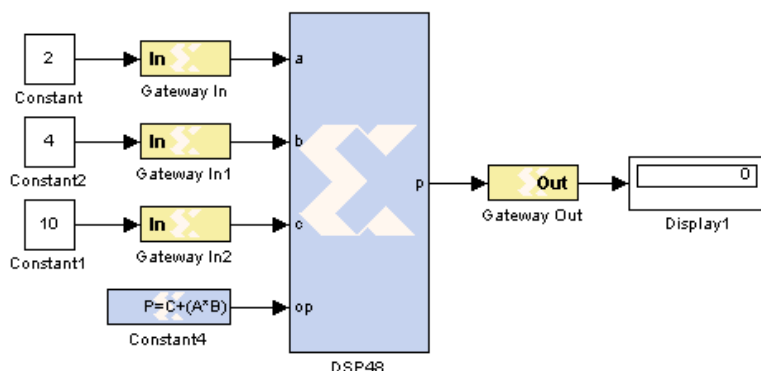 2
Constant
In
Gateway In
a
4
Constant2
In
Gateway In1
b
10
Constant1
In
Gateway In2
c
P=C+(A*B)
Constant4
op
DSP48
p
Out
Gateway Out
0
Display1